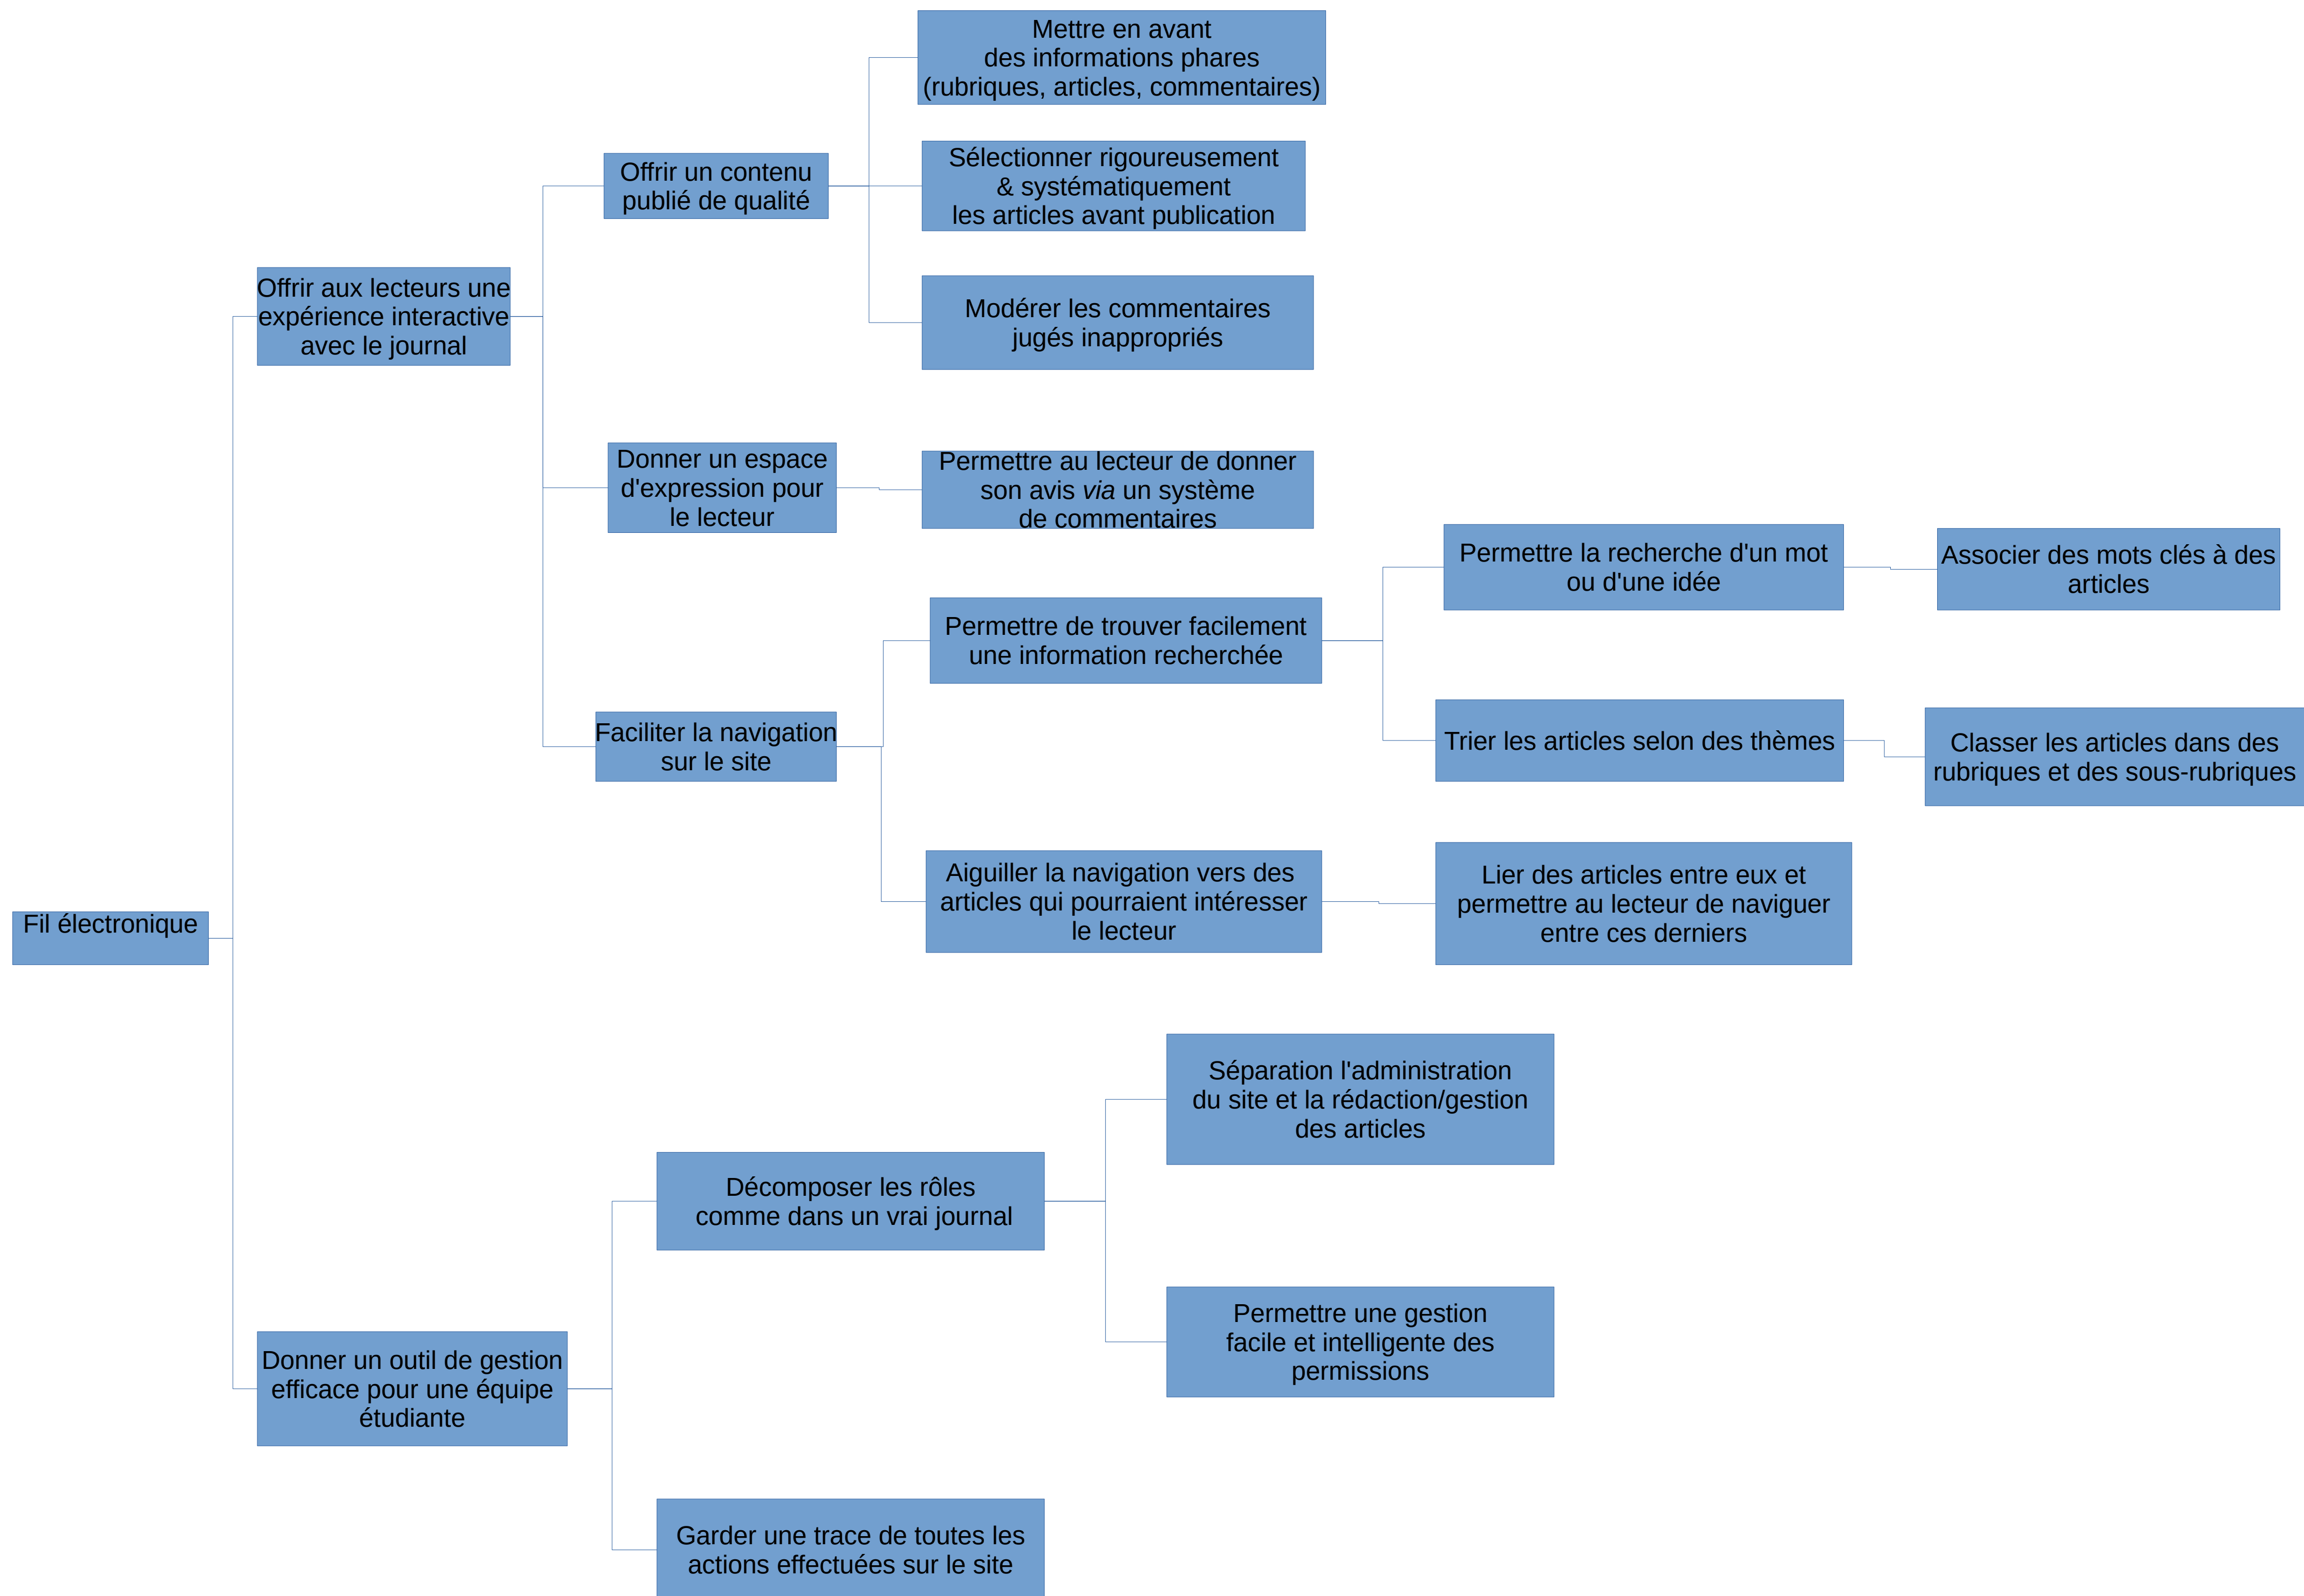 Mettre en avant
des informations phares
(rubriques, articles, commentaires)
Offrir un contenu
publié de qualité
Sélectionner rigoureusement
& systématiquement
les articles avant publication
Offrir aux lecteurs une
expérience interactive
avec le journal
Modérer les commentaires
jugés inappropriés
Donner un espace
d'expression pour
le lecteur
Permettre au lecteur de donner
son avis via un système
de commentaires
Permettre la recherche d'un mot
ou d'une idée
Associer des mots clés à des
articles
Permettre de trouver facilement
une information recherchée
Faciliter la navigation
sur le site
Trier les articles selon des thèmes
Classer les articles dans des
rubriques et des sous-rubriques
Aiguiller la navigation vers des
articles qui pourraient intéresser
le lecteur
Lier des articles entre eux et
permettre au lecteur de naviguer
entre ces derniers
Fil électronique
Séparation l'administration
du site et la rédaction/gestion
des articles
Décomposer les rôles
comme dans un vrai journal
Permettre une gestion
facile et intelligente des
permissions
Donner un outil de gestion
efficace pour une équipe
étudiante
Garder une trace de toutes les
actions effectuées sur le site